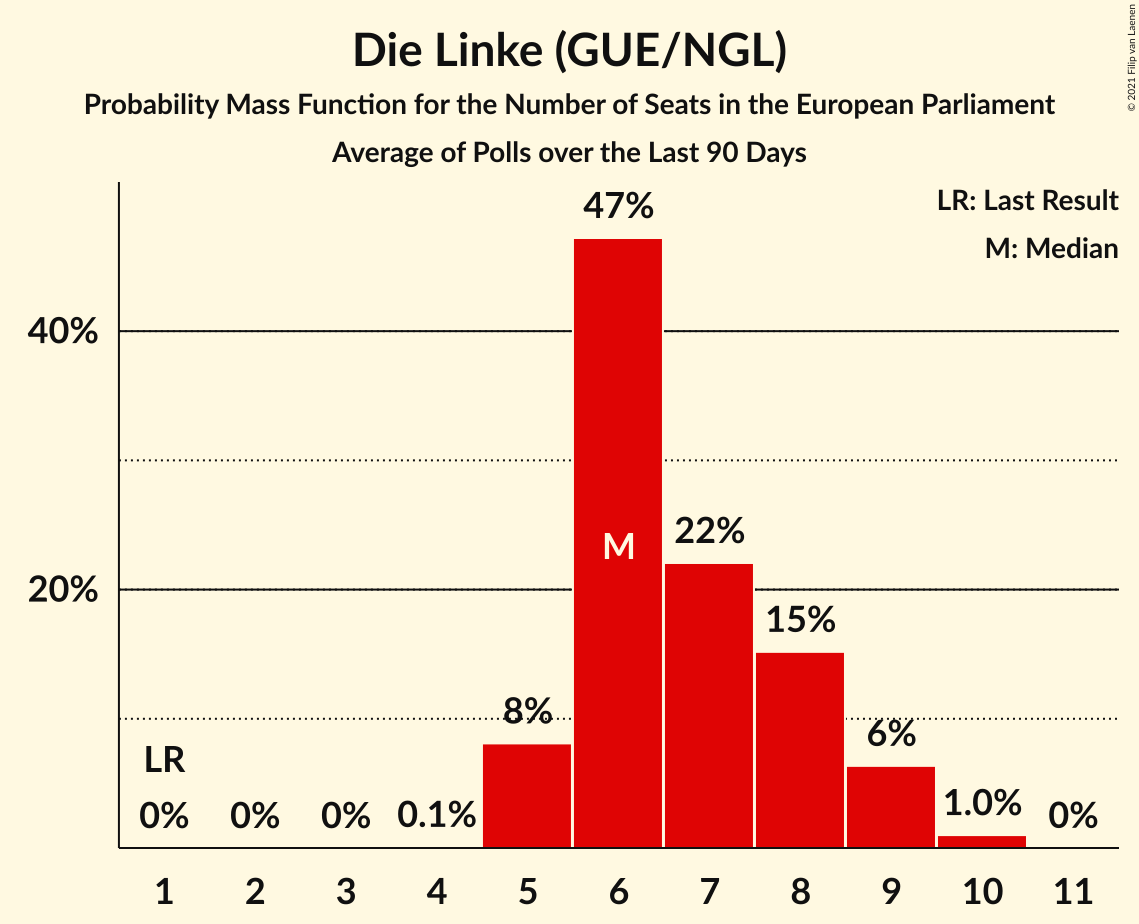 Die Linke (GUE/NGL)
Probability Mass Function for the Number of Seats in the European Parliament
Average of Polls over the Last 90 Days
© 2021 Filip van Laenen
LR: Last Result
M: Median
47%
40%
22%
M
20%
15%
8%
6%
LR
0%
0%
0%
0.1%
1.0%
0%
1 2 3 4 5 6 7 8 9 10 11